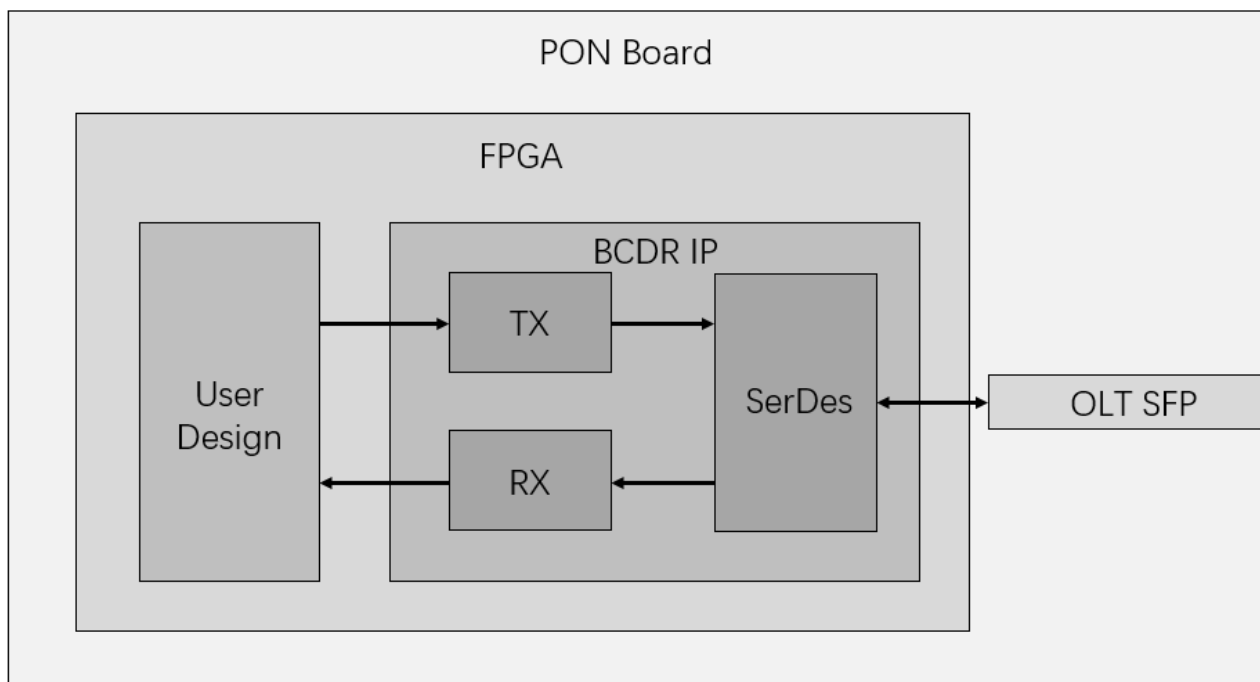 PON Board
FPGA
BCDR IP
TX
User
Design
SerDes
OLT SFP
RX